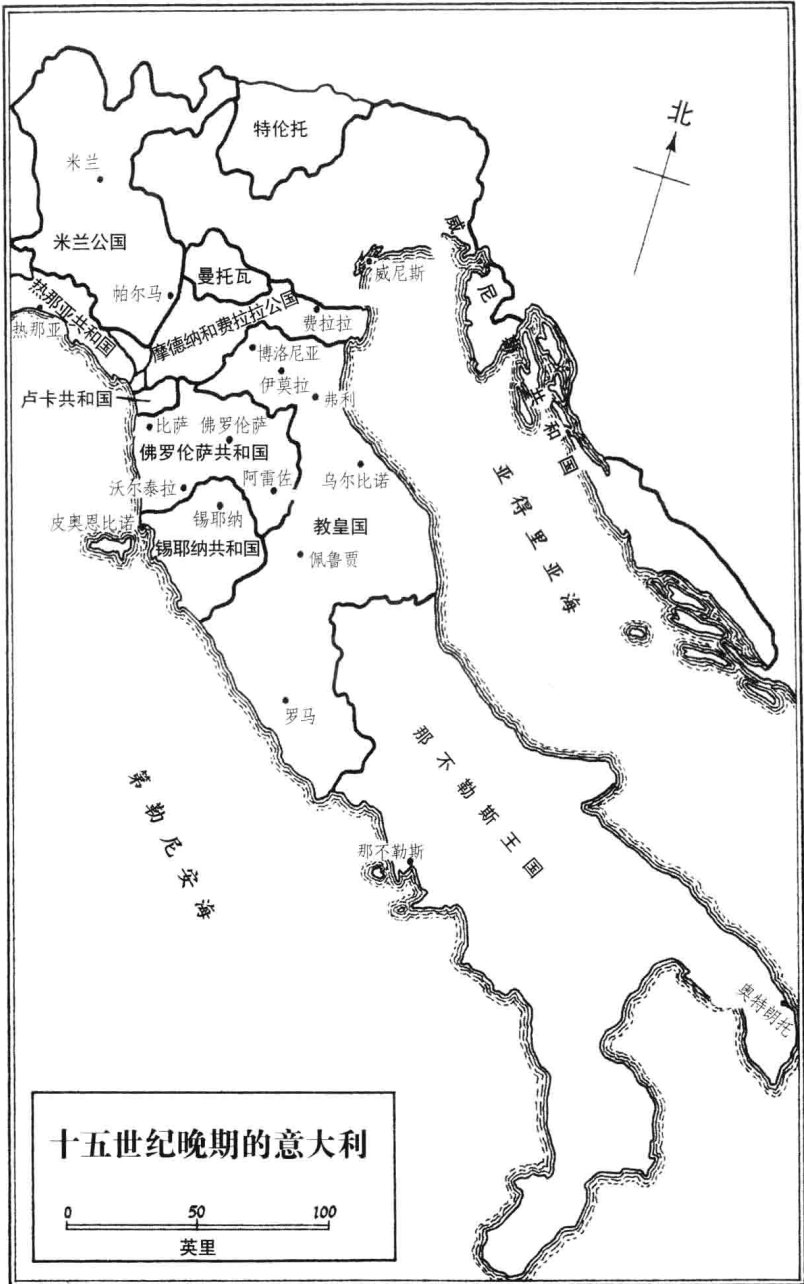 北
特伦托
米兰
米兰公国
曼托瓦
威尼斯
威尼斯共和国
帕尔马
热那亚共和国
热那亚
摩德纳和费拉拉公国
费拉拉
博洛尼亚
伊莫拉
弗利
卢卡共和国
比萨
佛罗伦萨
佛罗伦萨共和国
沃尔泰拉
阿雷佐
乌尔比诺
亚得里亚海
皮奥恩比诺
锡耶纳
锡耶纳共和国
教皇国
佩鲁贾
罗马
第勒尼安海
那不勒斯王国
那不勒斯
奥特朗托
十五世纪晚期的意大利
0 50 100
英里